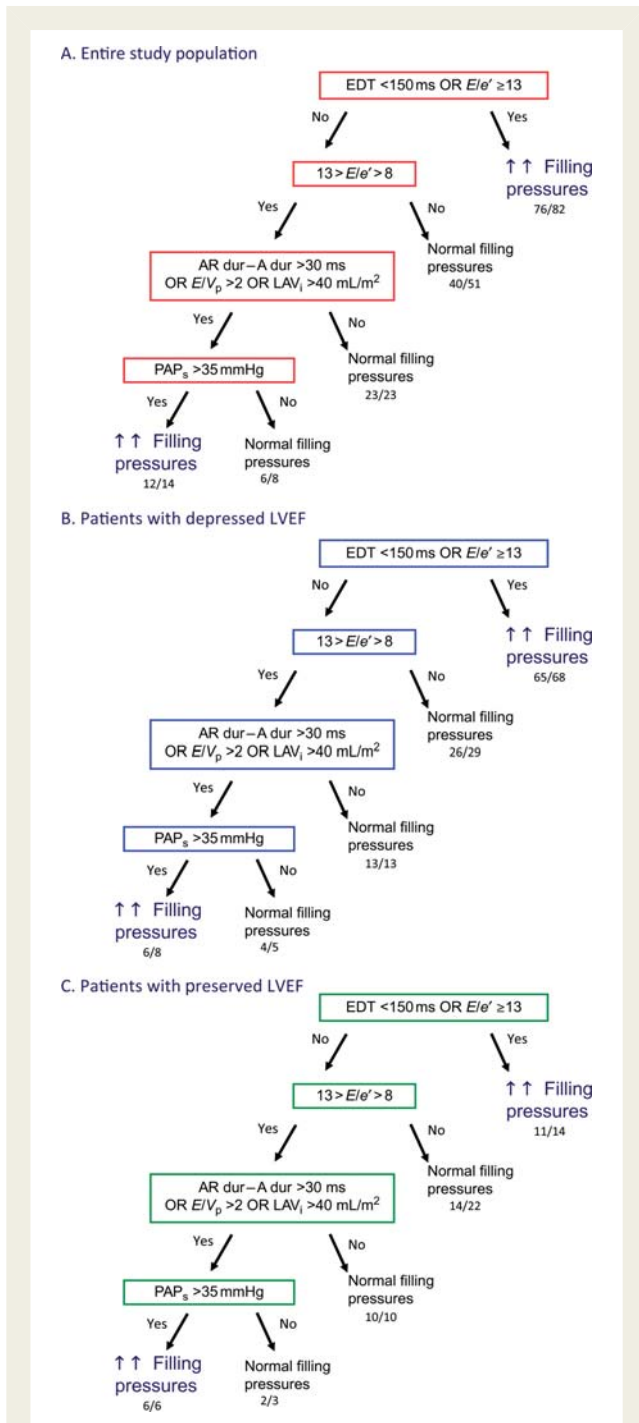 A. Entire study population
EDT <150 ms OR E/e′ ≥13
No
Yes
13 > E/e′ > 8
↑↑ Filling
pressures
76/82
Yes
No
Normal filling
pressures
40/51
AR dur–A dur >30 ms
OR E/Vp >2 OR LAVi >40 mL/m²
Yes
No
Normal filling
pressures
23/23
PAPs >35 mmHg
Yes
No
↑↑ Filling
pressures
12/14
Normal filling
pressures
6/8
B. Patients with depressed LVEF
EDT <150 ms OR E/e′ ≥13
No
Yes
13 > E/e′ > 8
↑↑ Filling
pressures
65/68
Yes
No
Normal filling
pressures
26/29
AR dur–A dur >30 ms
OR E/Vp >2 OR LAVi >40 mL/m²
Yes
No
Normal filling
pressures
13/13
PAPs >35 mmHg
Yes
No
↑↑ Filling
pressures
6/8
Normal filling
pressures
4/5
C. Patients with preserved LVEF
EDT <150 ms OR E/e′ ≥13
No
Yes
13 > E/e′ > 8
↑↑ Filling
pressures
11/14
Yes
No
Normal filling
pressures
14/22
AR dur–A dur >30 ms
OR E/Vp >2 OR LAVi >40 mL/m²
Yes
No
Normal filling
pressures
10/10
PAPs >35 mmHg
Yes
No
↑↑ Filling
pressures
6/6
Normal filling
pressures
2/3